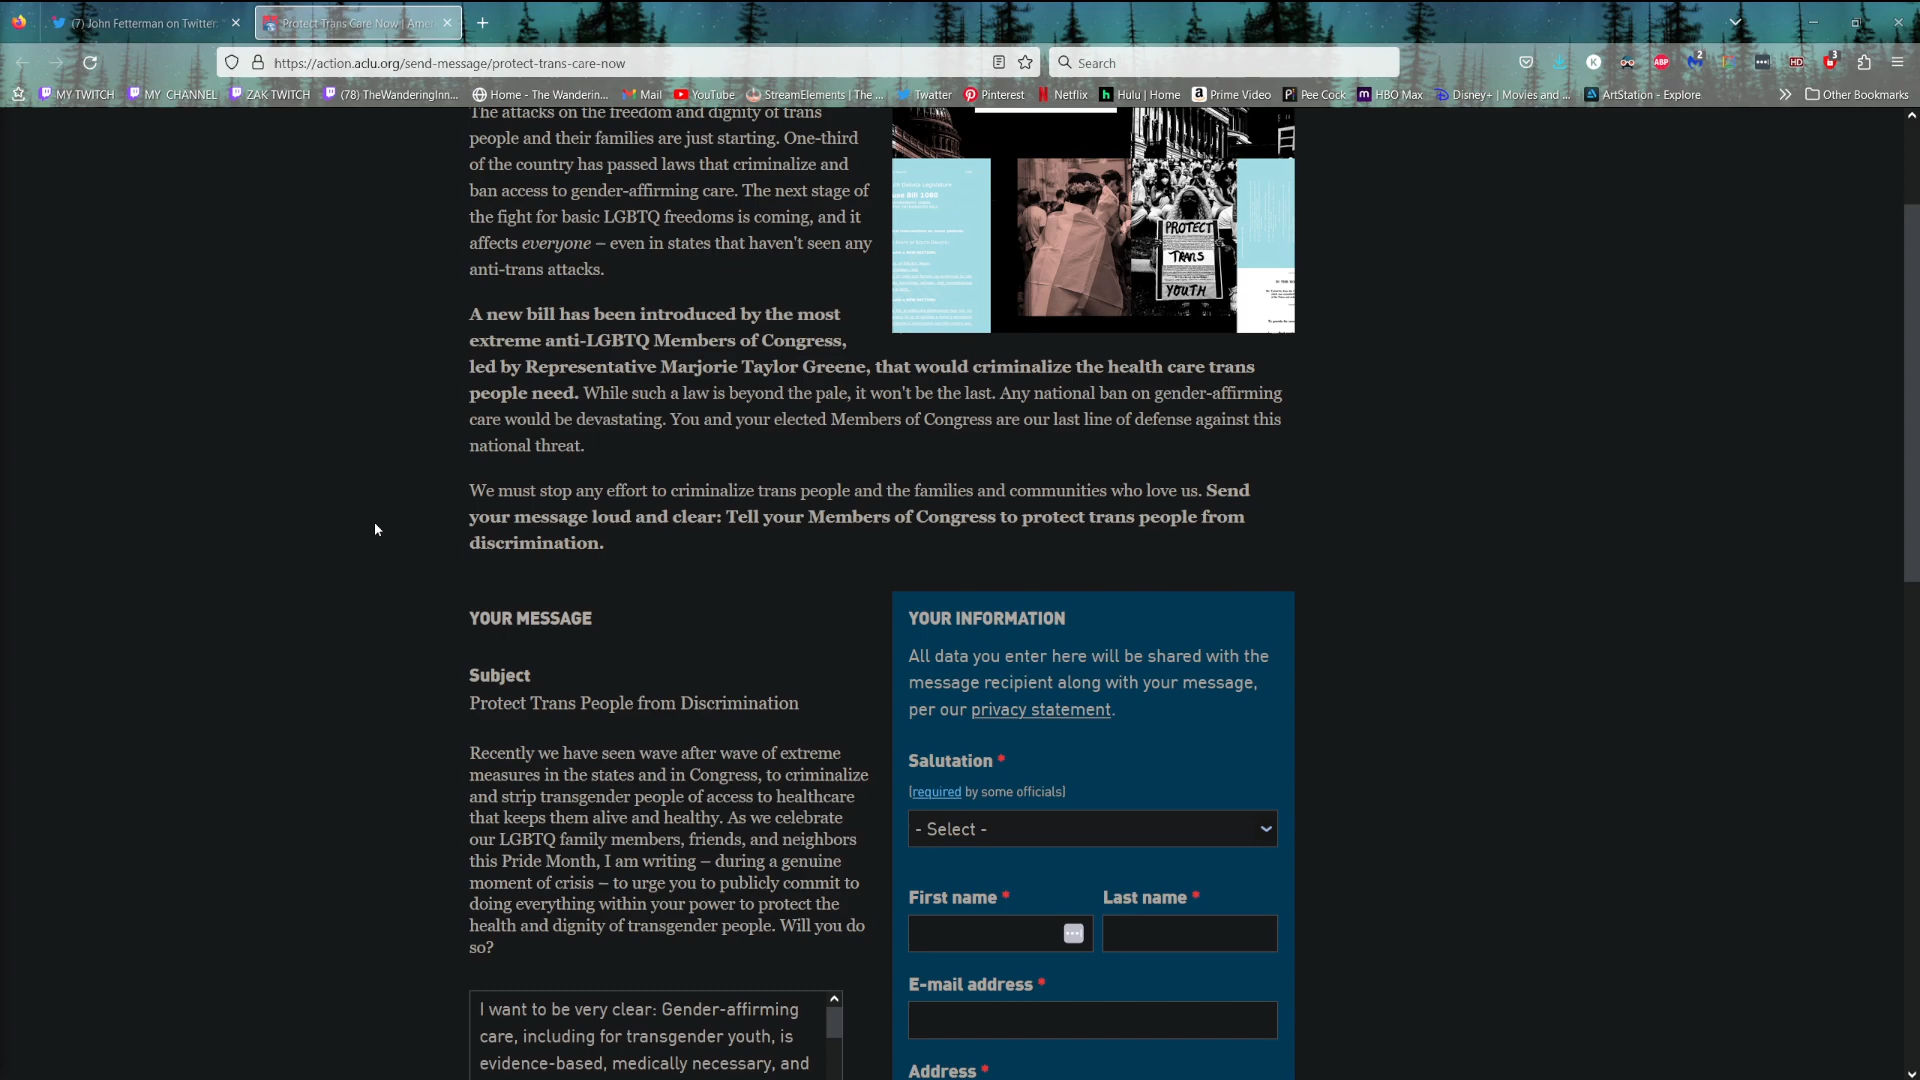 (7) John Fetterman on Twitter:
Protect Trans Care Now | Amer
https://action.aclu.org/send-message/protect-trans-care-now
Search
K
ABP
2
HD
3
MY TWITCH
MY CHANNEL
ZAK TWITCH
(78) TheWanderingInn...
Home - The Wanderin...
Mail
YouTube
StreamElements | The ...
Twatter
Pinterest
Netflix
Hulu | Home
Prime Video
Pee Cock
HBO Max
Disney+ | Movies and ...
ArtStation - Explore
Other Bookmarks
The attacks on the freedom and dignity of trans
people and their families are just starting. One-third
of the country has passed laws that criminalize and
ban access to gender-affirming care. The next stage of
the fight for basic LGBTQ freedoms is coming, and it
affects everyone – even in states that haven't seen any
anti-trans attacks.
PROTECT
TRANS
YOUTH
A new bill has been introduced by the most
extreme anti-LGBTQ Members of Congress,
led by Representative Marjorie Taylor Greene, that would criminalize the health care trans
people need. While such a law is beyond the pale, it won't be the last. Any national ban on gender-affirming
care would be devastating. You and your elected Members of Congress are our last line of defense against this
national threat.
We must stop any effort to criminalize trans people and the families and communities who love us. Send
your message loud and clear: Tell your Members of Congress to protect trans people from
discrimination.
YOUR MESSAGE
Subject
Protect Trans People from Discrimination
Recently we have seen wave after wave of extreme
measures in the states and in Congress, to criminalize
and strip transgender people of access to healthcare
that keeps them alive and healthy. As we celebrate
our LGBTQ family members, friends, and neighbors
this Pride Month, I am writing – during a genuine
moment of crisis – to urge you to publicly commit to
doing everything within your power to protect the
health and dignity of transgender people. Will you do
so?
I want to be very clear: Gender-affirming
care, including for transgender youth, is
evidence-based, medically necessary, and
YOUR INFORMATION
All data you enter here will be shared with the
message recipient along with your message,
per our privacy statement.
Salutation *
(required by some officials)
- Select -
First name *
Last name *
E-mail address *
Address *